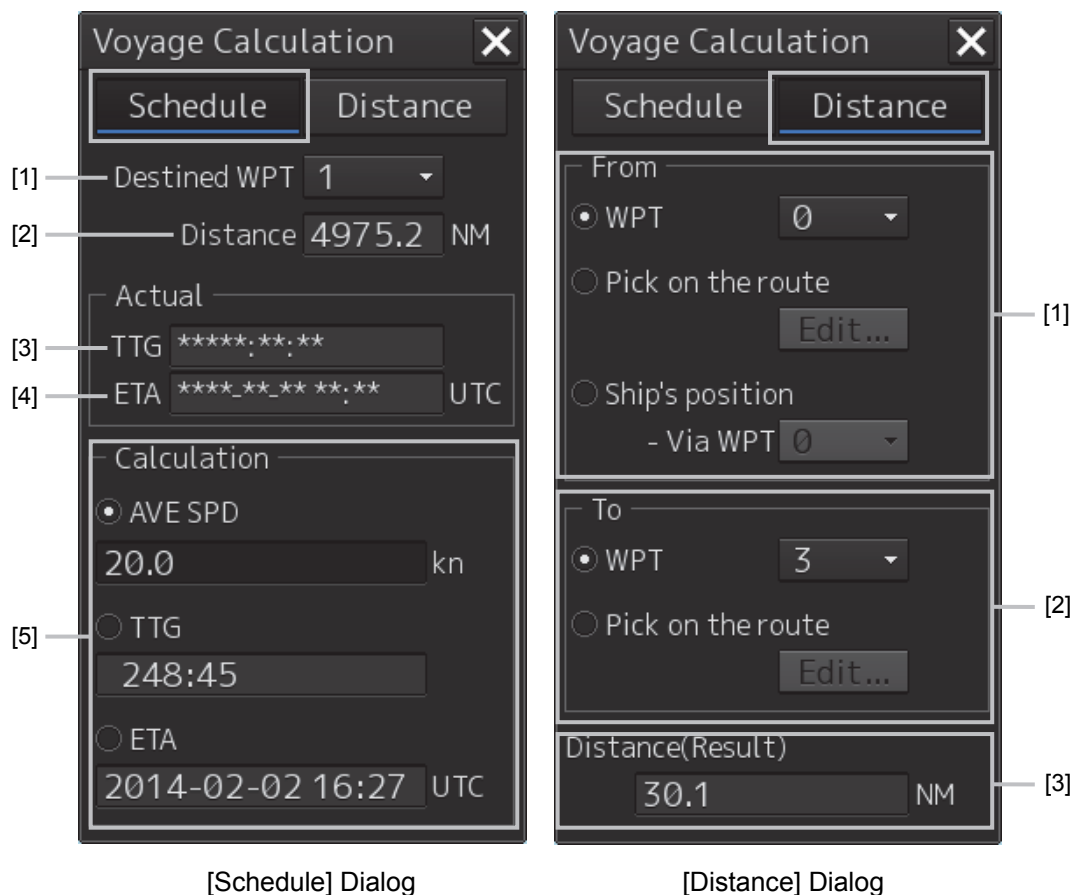 Voyage Calculation
Schedule Distance
[1] Destined WPT 1
[2] Distance 4975.2 NM
Actual
[3] TTG *****:**:**
[4] ETA ****-**-** **:** UTC
Calculation
AVE SPD
20.0 kn
[5] TTG
248:45
ETA
2014-02-02 16:27 UTC
[Schedule] Dialog
Voyage Calculation
Schedule Distance
From
WPT 0
Pick on the route
Edit... [1]
Ship's position
- Via WPT 0
To
WPT 3
[2]
Pick on the route
Edit...
Distance(Result)
30.1 NM [3]
[Distance] Dialog